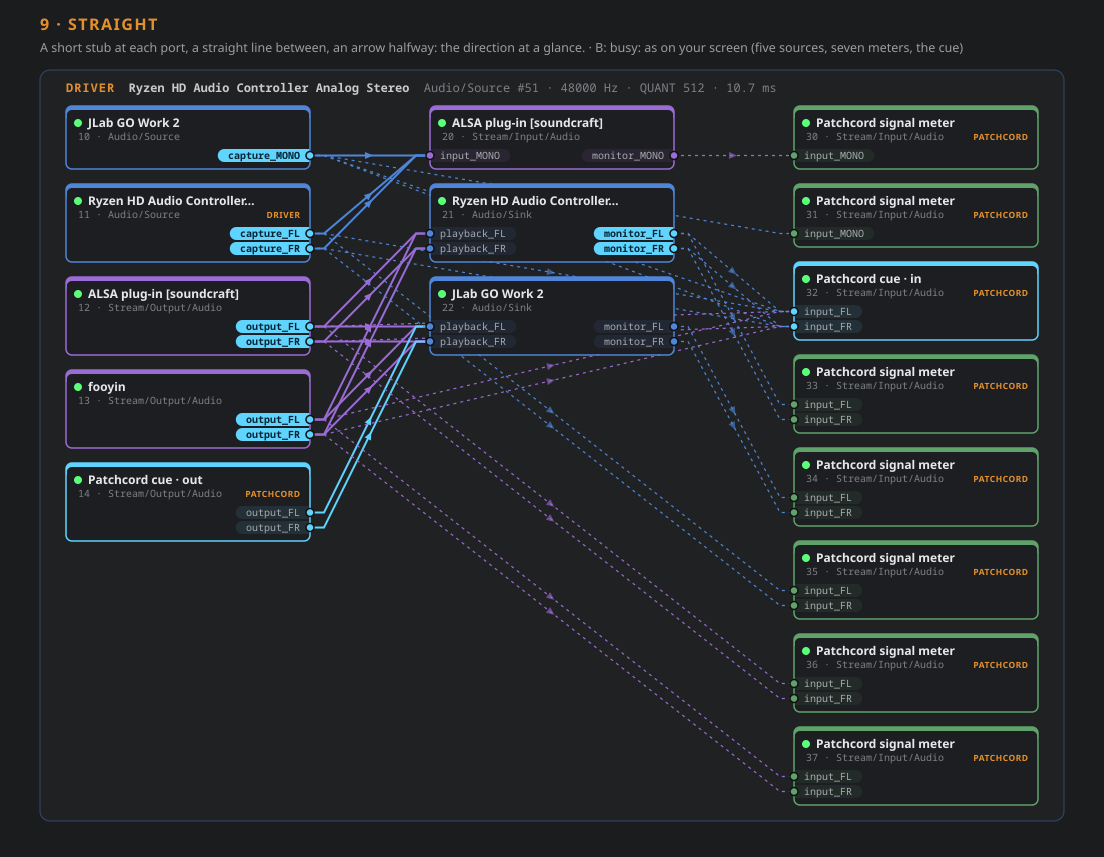 9 · STRAIGHT
A short stub at each port, a straight line between, an arrow halfway: the direction at a glance. · B: busy: as on your screen (five sources, seven meters, the cue)
DRIVER Ryzen HD Audio Controller Analog Stereo Audio/Source #51 · 48000 Hz · QUANT 512 · 10.7 ms
JLab GO Work 2
10 · Audio/Source
capture_MONO
Ryzen HD Audio Controller…
11 · Audio/Source
DRIVER
capture_FL
capture_FR
ALSA plug-in [soundcraft]
12 · Stream/Output/Audio
output_FL
output_FR
fooyin
13 · Stream/Output/Audio
output_FL
output_FR
Patchcord cue · out
14 · Stream/Output/Audio
PATCHCORD
output_FL
output_FR
ALSA plug-in [soundcraft]
20 · Stream/Input/Audio
input_MONO
monitor_MONO
Ryzen HD Audio Controller…
21 · Audio/Sink
playback_FL
monitor_FL
playback_FR
monitor_FR
JLab GO Work 2
22 · Audio/Sink
playback_FL
monitor_FL
playback_FR
monitor_FR
Patchcord signal meter
30 · Stream/Input/Audio
PATCHCORD
input_MONO
Patchcord signal meter
31 · Stream/Input/Audio
PATCHCORD
input_MONO
Patchcord cue · in
32 · Stream/Input/Audio
PATCHCORD
input_FL
input_FR
Patchcord signal meter
33 · Stream/Input/Audio
PATCHCORD
input_FL
input_FR
Patchcord signal meter
34 · Stream/Input/Audio
PATCHCORD
input_FL
input_FR
Patchcord signal meter
35 · Stream/Input/Audio
PATCHCORD
input_FL
input_FR
Patchcord signal meter
36 · Stream/Input/Audio
PATCHCORD
input_FL
input_FR
Patchcord signal meter
37 · Stream/Input/Audio
PATCHCORD
input_FL
input_FR